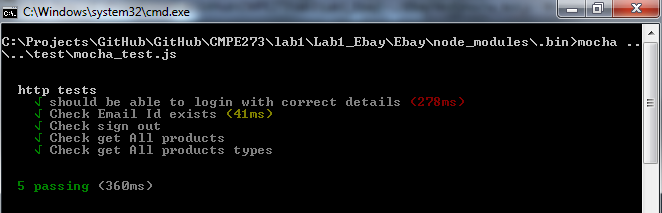 C:\Windows\system32\cmd.exe
C:\Projects\GitHub\GitHub\CMPE273\lab1\Lab1_Ebay\Ebay\node_modules\.bin>mocha ..
\..\test\mocha_test.js
http tests
√ should be able to login with correct details (278ms)
√ Check Email Id exists (41ms)
√ Check sign out
√ Check get All products
√ Check get All products types
5 passing (360ms)